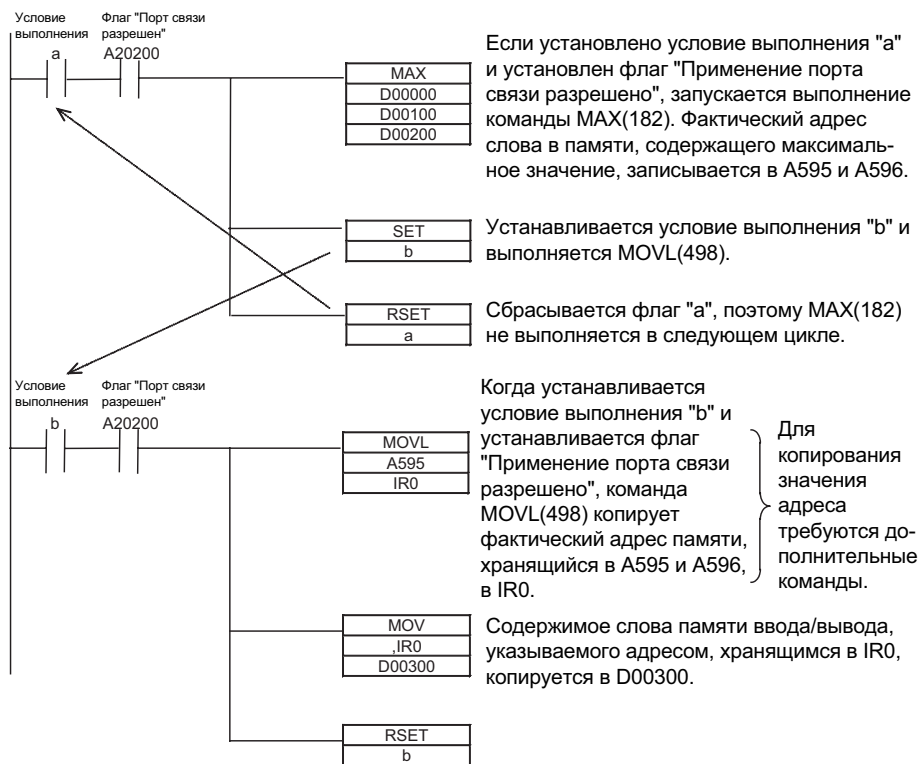 Условие
выполнения
Флаг "Порт связи
разрешен"
a
A20200
MAX
D00000
D00100
D00200
Если установлено условие выполнения "a"
и установлен флаг "Применение порта
связи разрешено", запускается выполнение
команды MAX(182). Фактический адрес
слова в памяти, содержащего максималь-
ное значение, записывается в A595 и A596.
SET
b
Устанавливается условие выполнения "b" и
выполняется MOVL(498).
RSET
a
Сбрасывается флаг "a", поэтому MAX(182)
не выполняется в следующем цикле.
Условие
выполнения
Флаг "Порт связи
разрешен"
b
A20200
MOVL
A595
IR0
Когда устанавливается
условие выполнения "b" и
устанавливается флаг
"Применение порта связи
разрешено", команда
MOVL(498) копирует
фактический адрес памяти,
хранящийся в A595 и A596,
в IR0.
Для
копирования
значения
адреса
требуются до-
полнительные
команды.
MOV
,IR0
D00300
Содержимое слова памяти ввода/вывода,
указываемого адресом, хранящимся в IR0,
копируется в D00300.
RSET
b